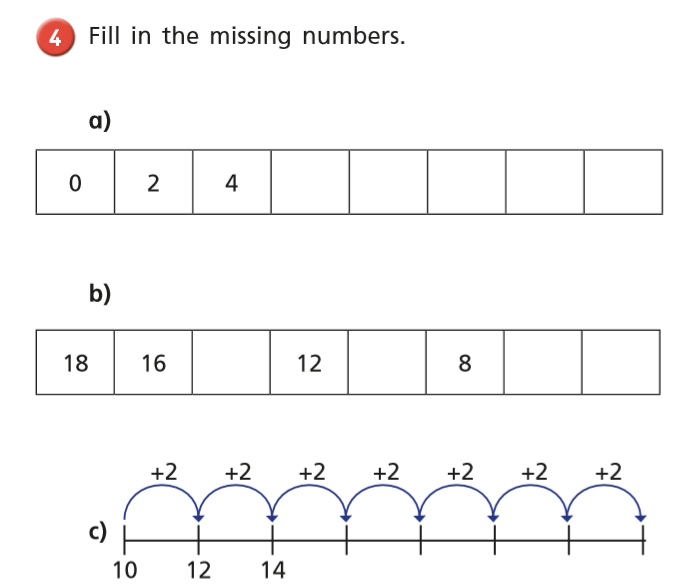 4 Fill in the missing numbers.
a)
0 2 4
b)
18 16 12 8
+2 +2 +2 +2 +2 +2 +2
c)
10 12 14